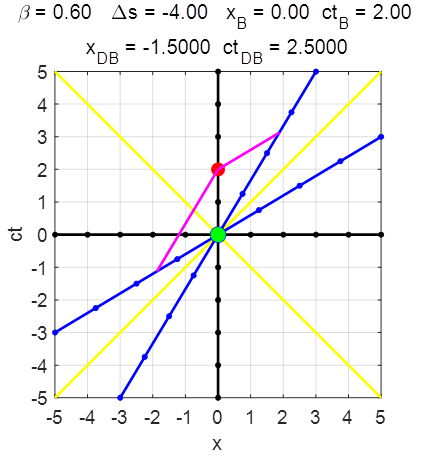 β = 0.60 Δs = -4.00 x_B = 0.00 ct_B = 2.00
x_DB = -1.5000 ct_DB = 2.5000
5
4
3
2
1
0
-1
-2
-3
-4
-5
ct
-5 -4 -3 -2 -1 0 1 2 3 4 5
x